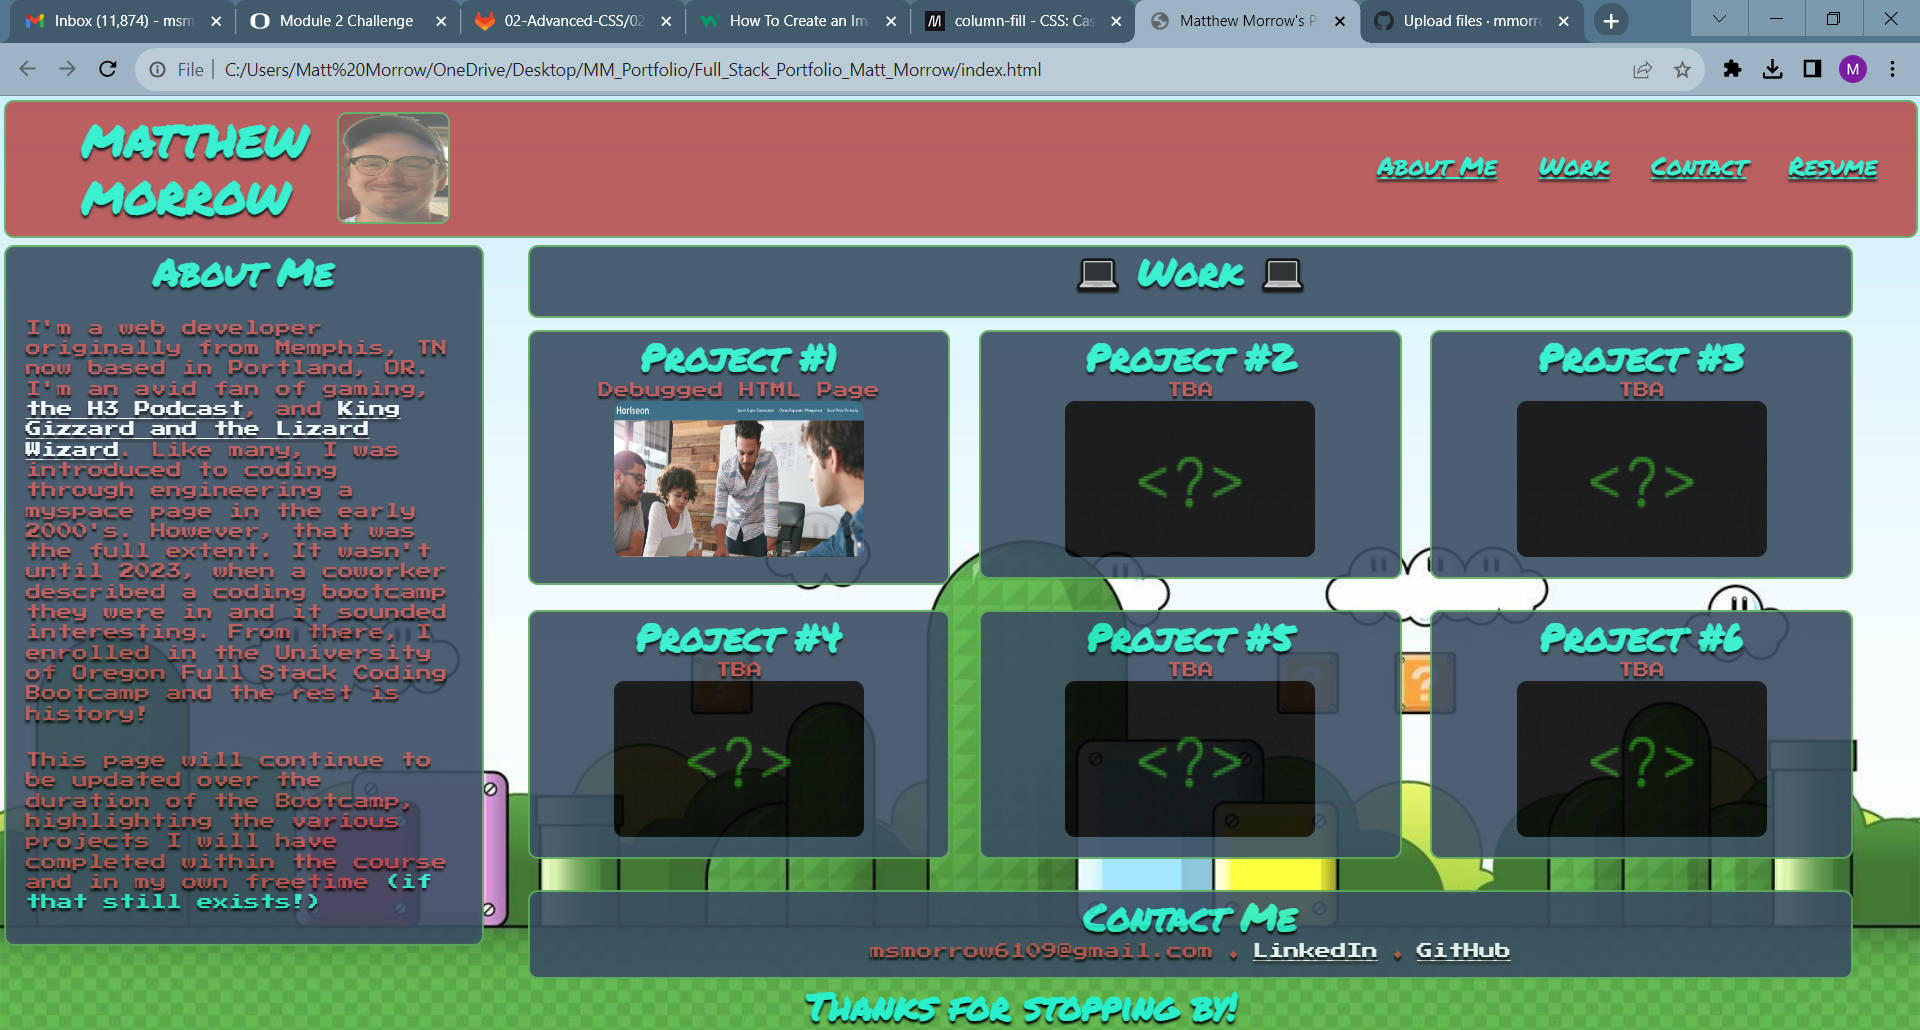 Inbox (11,874) - msm
Module 2 Challenge
02-Advanced-CSS/02
How To Create an Im
column-fill - CSS: Cas
Matthew Morrow's P
Upload files · mmorr
File | C:/Users/Matt%20Morrow/OneDrive/Desktop/MM_Portfolio/Full_Stack_Portfolio_Matt_Morrow/index.html
M
MATTHEW
MORROW
About Me
Work
Contact
Resume
About Me
I'm a web developer
originally from Memphis, TN
now based in Portland, OR.
I'm an avid fan of gaming,
the H3 Podcast, and King
Gizzard and the Lizard
Wizard. Like many, I was
introduced to coding
through engineering a
myspace page in the early
2000's. However, that was
the full extent. It wasn't
until 2023, when a coworker
described a coding bootcamp
they were in and it sounded
interesting. From there, I
enrolled in the University
of Oregon Full Stack Coding
Bootcamp and the rest is
history!
This page will continue to
be updated over the
duration of the Bootcamp,
highlighting the various
projects I will have
completed within the course
and in my own freetime (if
that still exists!)
💻 Work 💻
Project #1
Debugged HTML Page
Horiseon
Search Engine Optimization Online Reputation Management Social Media Marketing
Project #2
TBA
<?>
Project #3
TBA
<?>
Project #4
TBA
<?>
Project #5
TBA
<?>
Project #6
TBA
<?>
Contact Me
msmorrow6109@gmail.com ⬩ LinkedIn ⬩ GitHub
Thanks for stopping by!